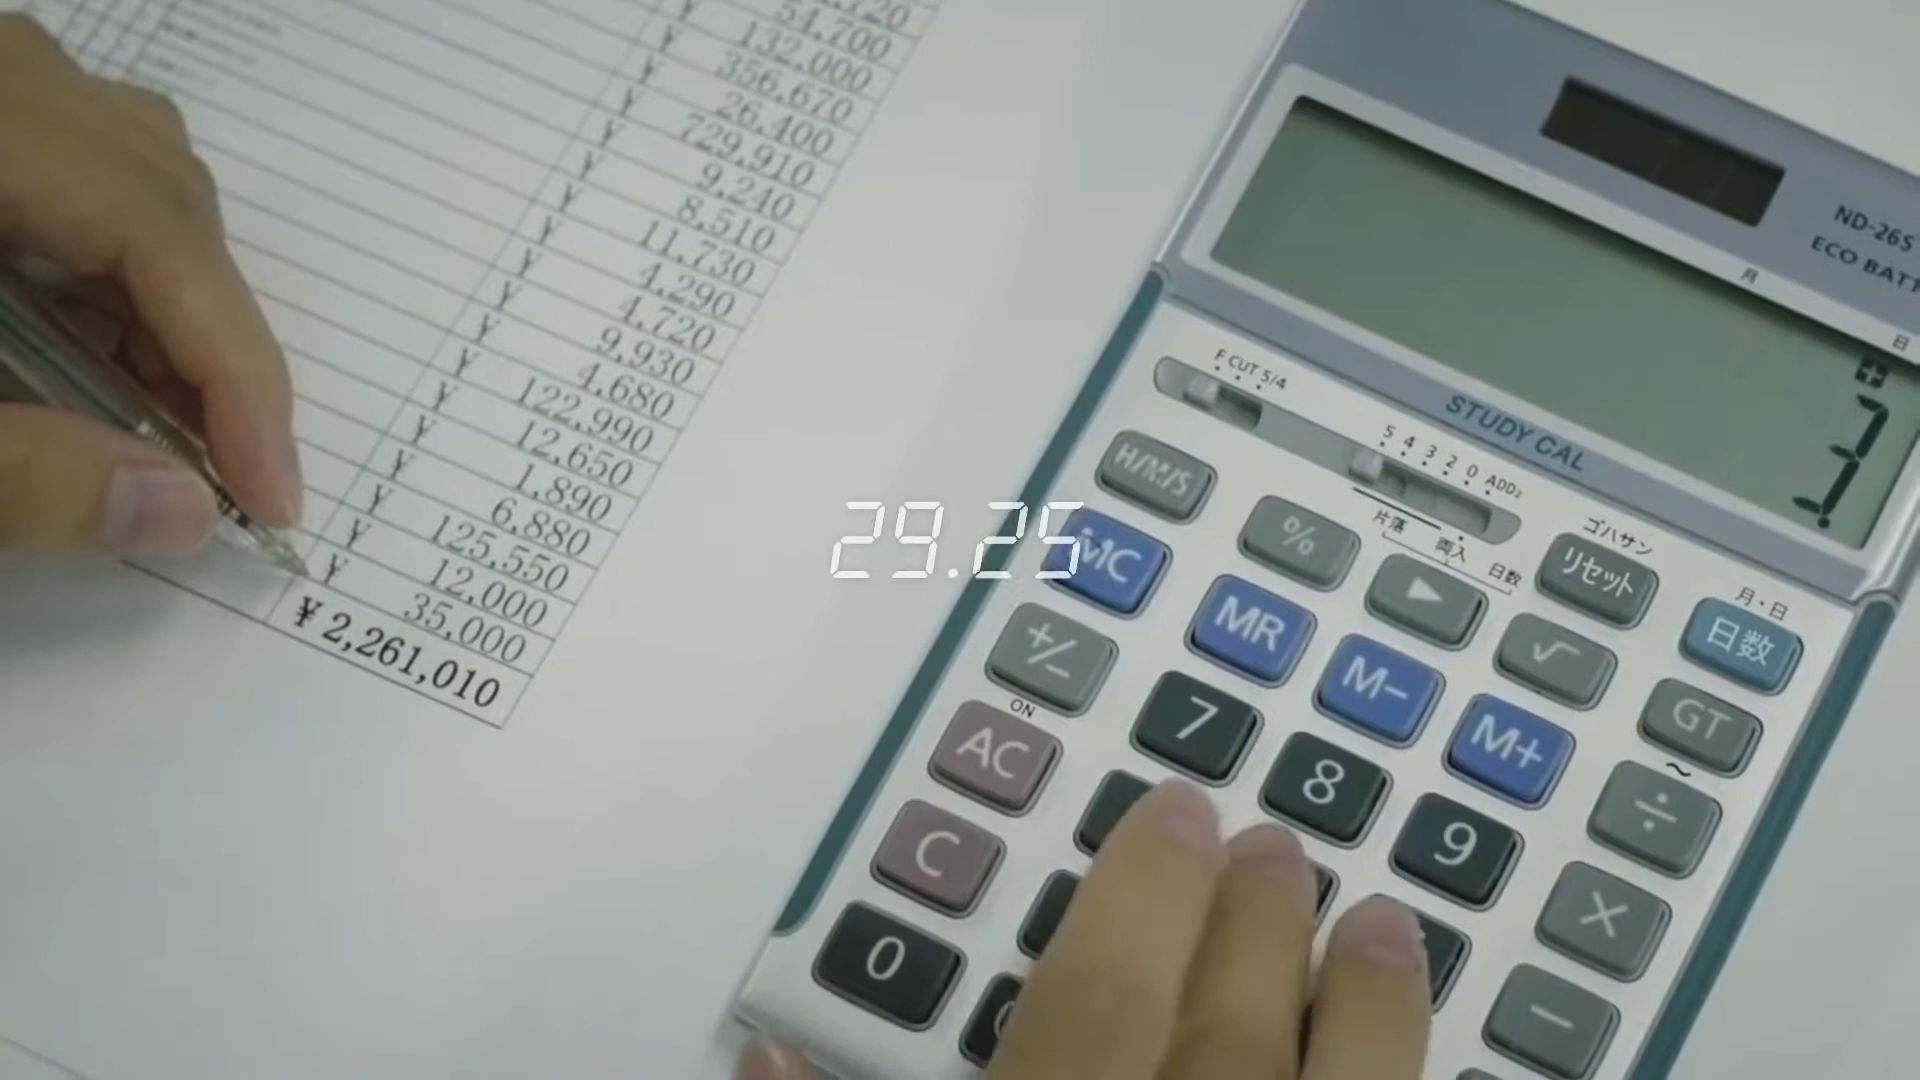 54,700
¥ 132,000
¥ 356,670
¥ 26,400
¥ 729,910
¥ 9,240
¥ 8,510
¥ 11,730
¥ 4,290
¥ 4,720
¥ 9,930
¥ 4,680
¥ 122,990
¥ 12,650
¥ 1,890
¥ 6,880
¥ 125,550
¥ 12,000
¥ 35,000
¥ 2,261,010
29.25
ND-26S
ECO BATT
月
日
STUDY CAL
F CUT 5/4
5 4 3 2 0 ADD₂
片落
両入
日数
ゴハサン
月・日
H/M/S
%
▶
リセット
日数
MC
MR
M−
M+
√
GT
+/−
ON
AC
7
8
9
÷
~
C
×
0
−